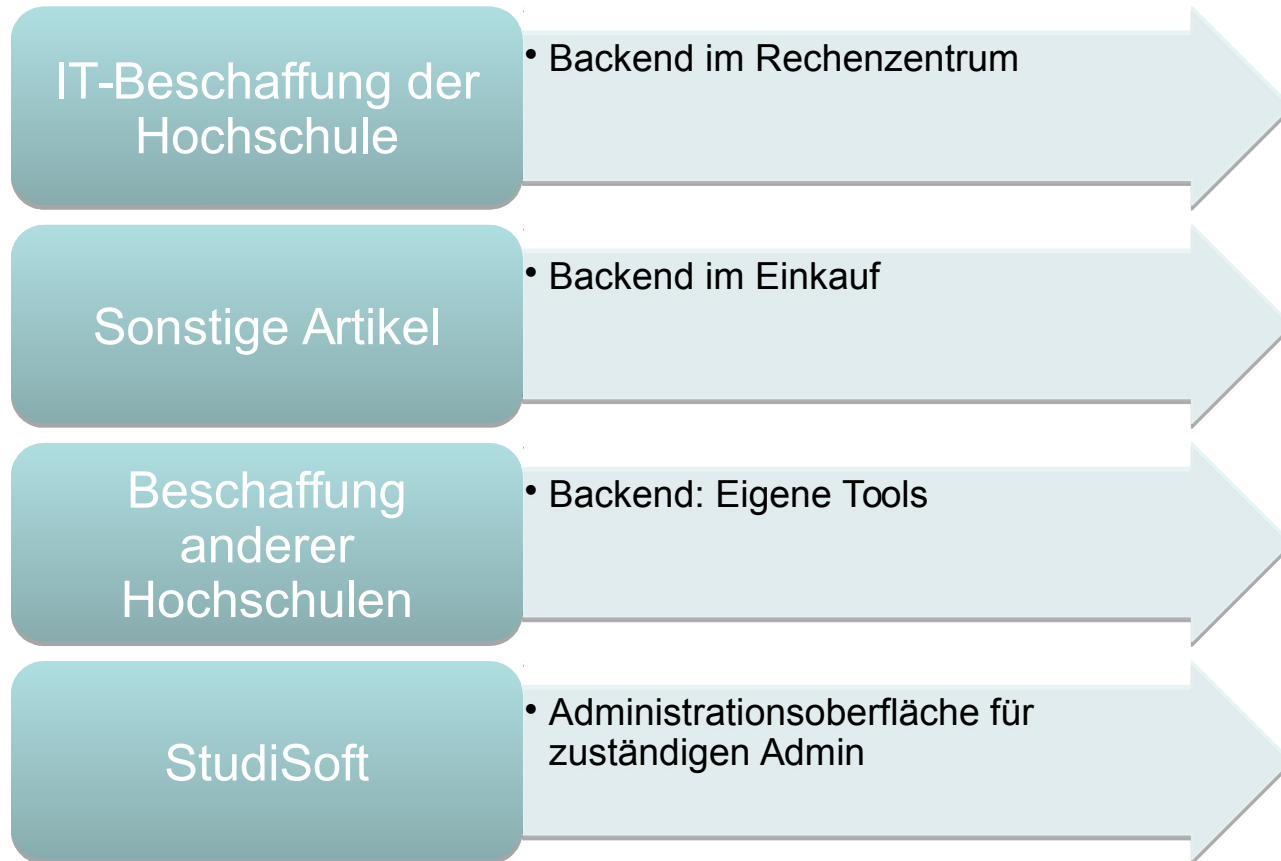 IT-Beschaffung der
Hochschule
• Backend im Rechenzentrum
Sonstige Artikel
• Backend im Einkauf
Beschaffung
anderer
Hochschulen
• Backend: Eigene Tools
StudiSoft
• Administrationsoberfläche für
zuständigen Admin